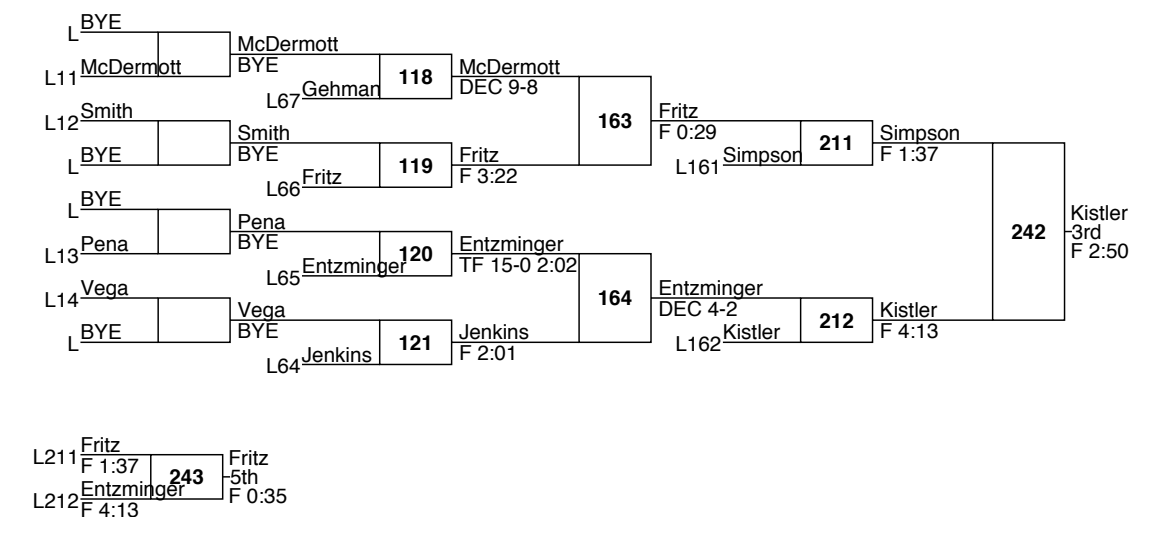 L BYE
L11 McDermott
McDermott
BYE
L67 Gehman
118
McDermott
DEC 9-8
L12 Smith
L BYE
Smith
BYE
L66 Fritz
119
Fritz
F 3:22
163
Fritz
F 0:29
L161 Simpson
211
Simpson
F 1:37
L BYE
L13 Pena
Pena
BYE
L65 Entzminger
120
Entzminger
TF 15-0 2:02
L14 Vega
L BYE
Vega
BYE
L64 Jenkins
121
Jenkins
F 2:01
164
Entzminger
DEC 4-2
L162 Kistler
212
Kistler
F 4:13
242
Kistler
3rd
F 2:50
L211 Fritz
F 1:37
L212 Entzminger
F 4:13
243
Fritz
5th
F 0:35